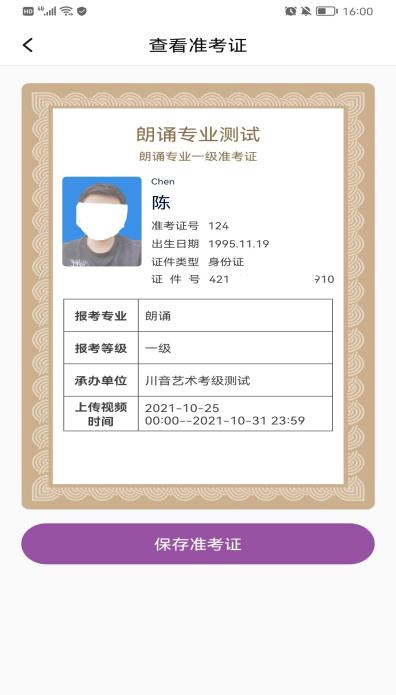 HD 4G 16:00
查看准考证
朗诵专业测试
朗诵专业一级准考证
Chen
陈
准考证号 124
出生日期 1995.11.19
证件类型 身份证
证 件 号 421 910
报考专业 朗诵
报考等级 一级
承办单位 川音艺术考级测试
上传视频时间 2021-10-25
00:00--2021-10-31 23:59
保存准考证